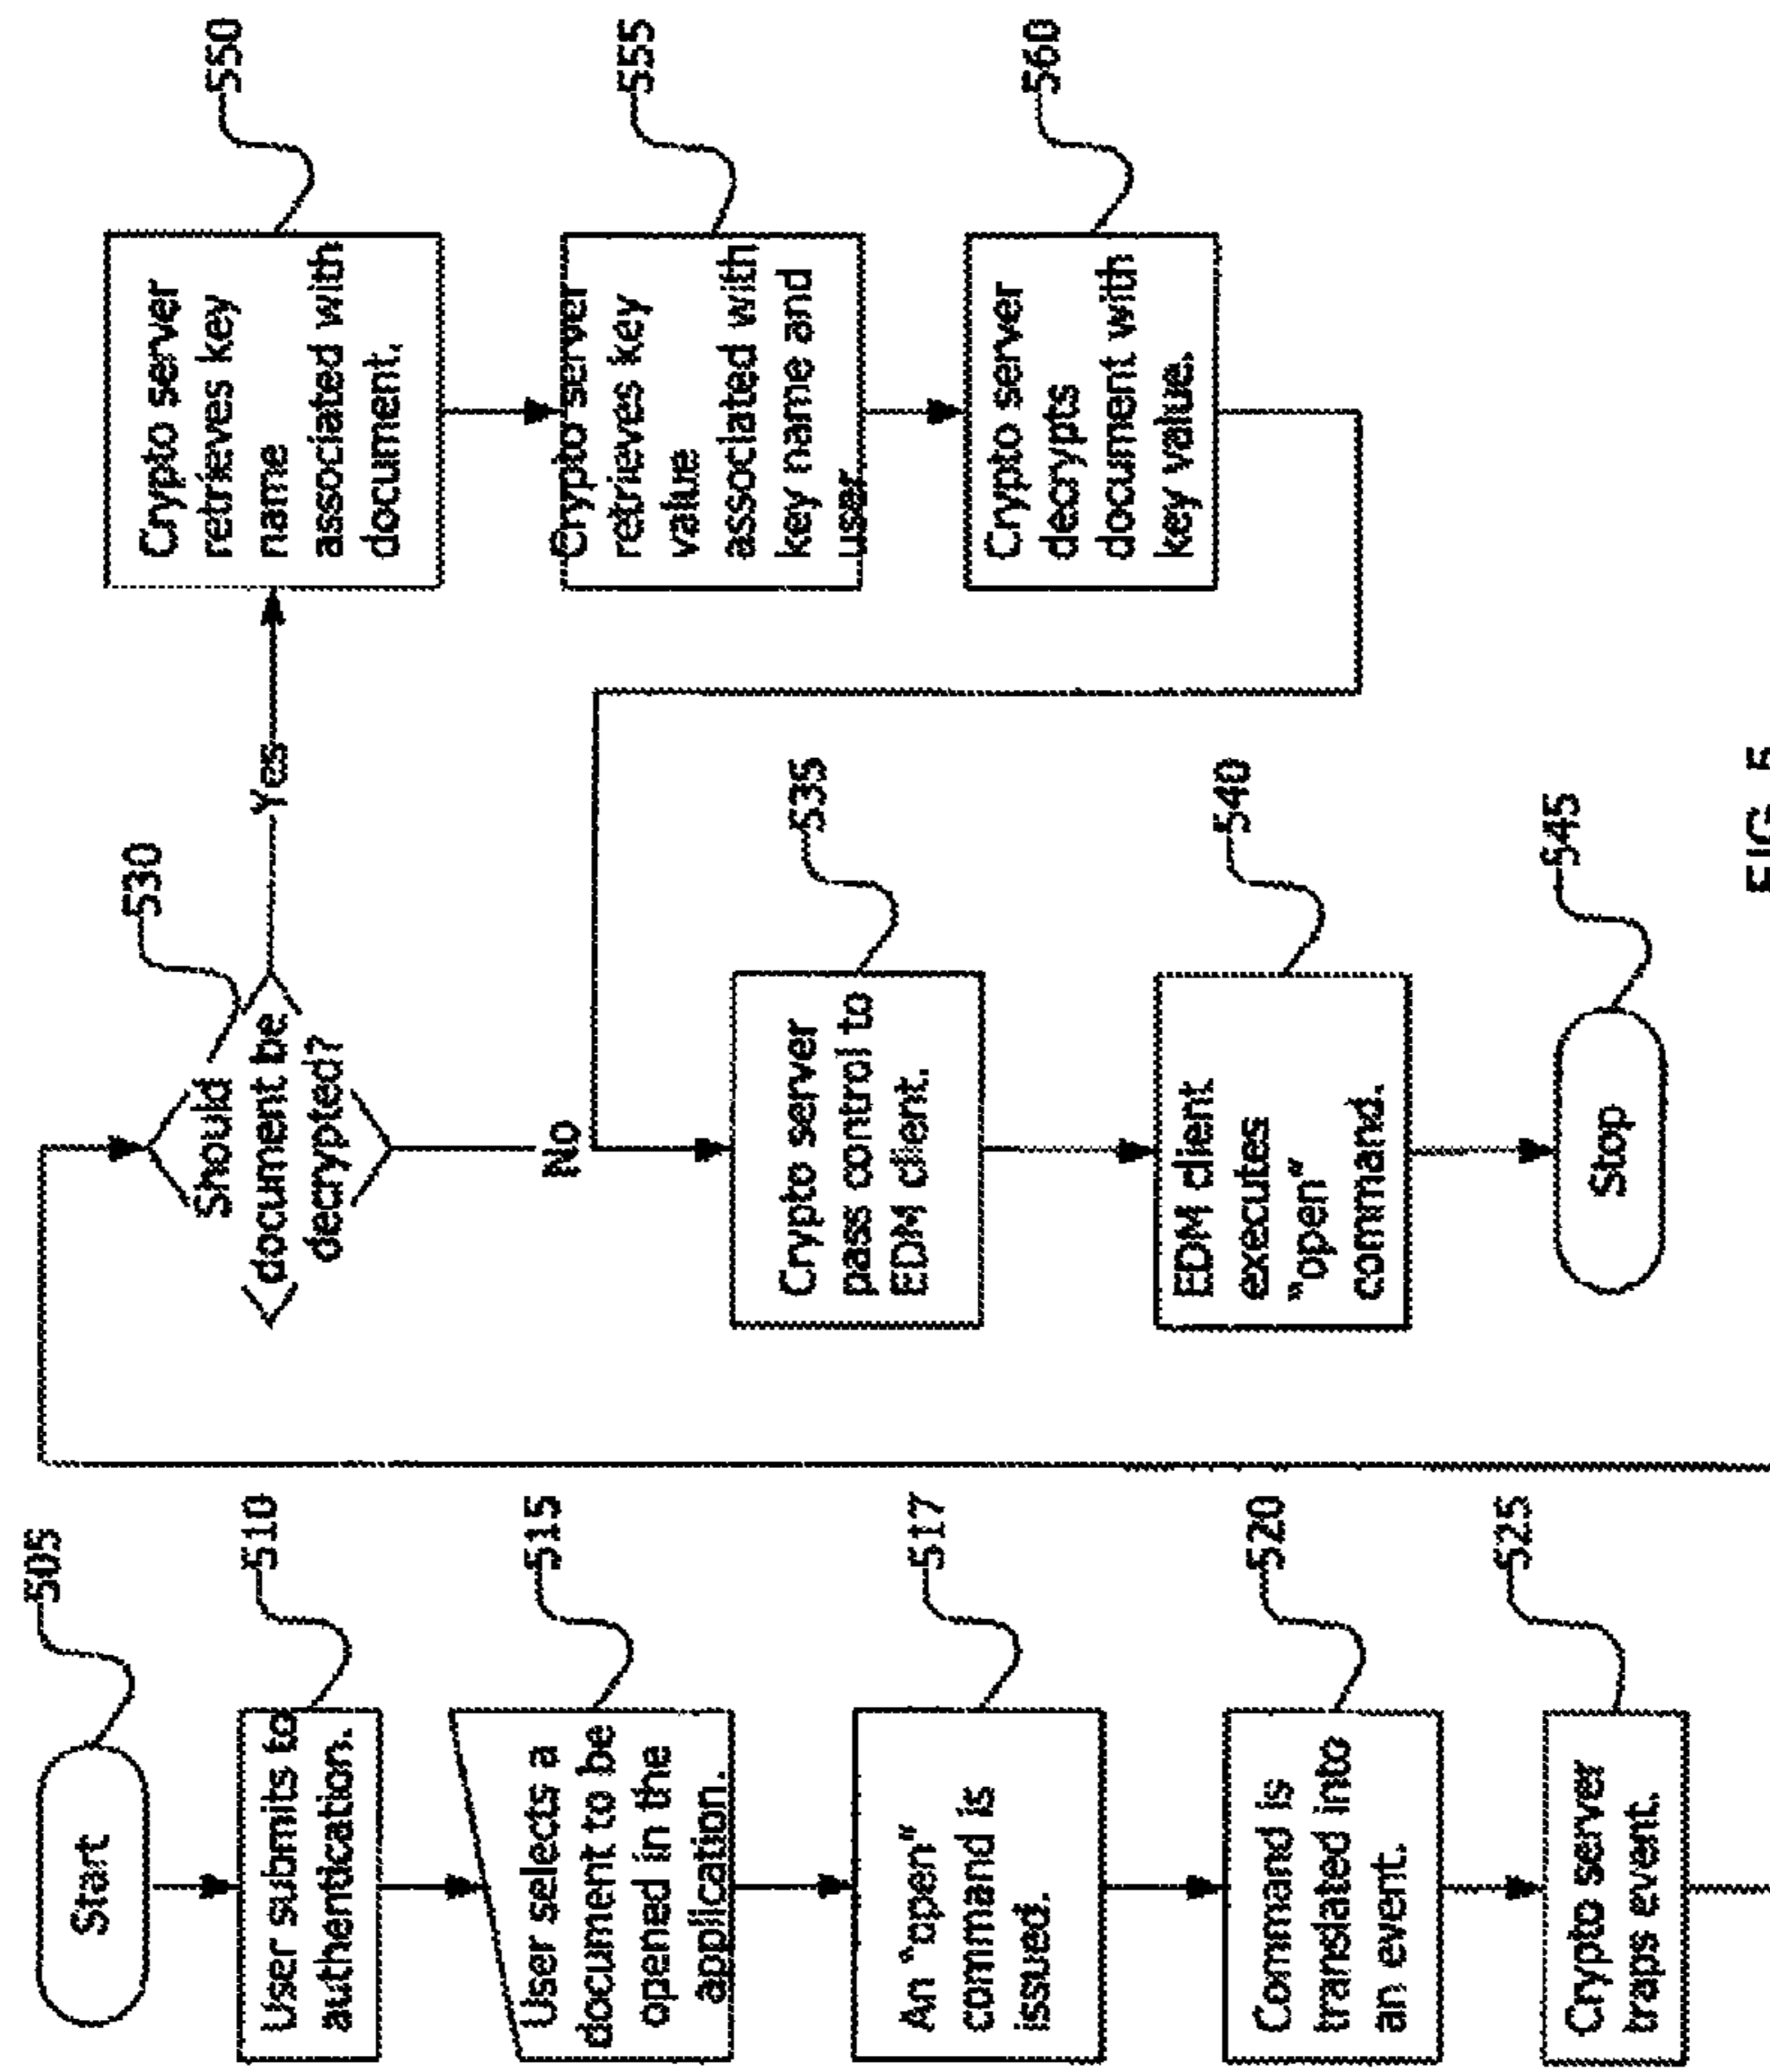 Start
505
User submits to
authentication.
510
User selects a
document to be
opened in the
application.
515
An "open"
command is
issued.
517
Command is
translated into
an event.
520
Crypto server
traps event.
525
Should
document be
decrypted?
530
Yes
No
Crypto server
pass control to
EDM client.
535
EDM client
executes
"open"
command.
540
Stop
545
Crypto server
retrieves key
name
associated with
document.
550
Crypto server
retrieves key
value
associated with
key name and
user.
555
Crypto server
decrypts
document with
key value.
560